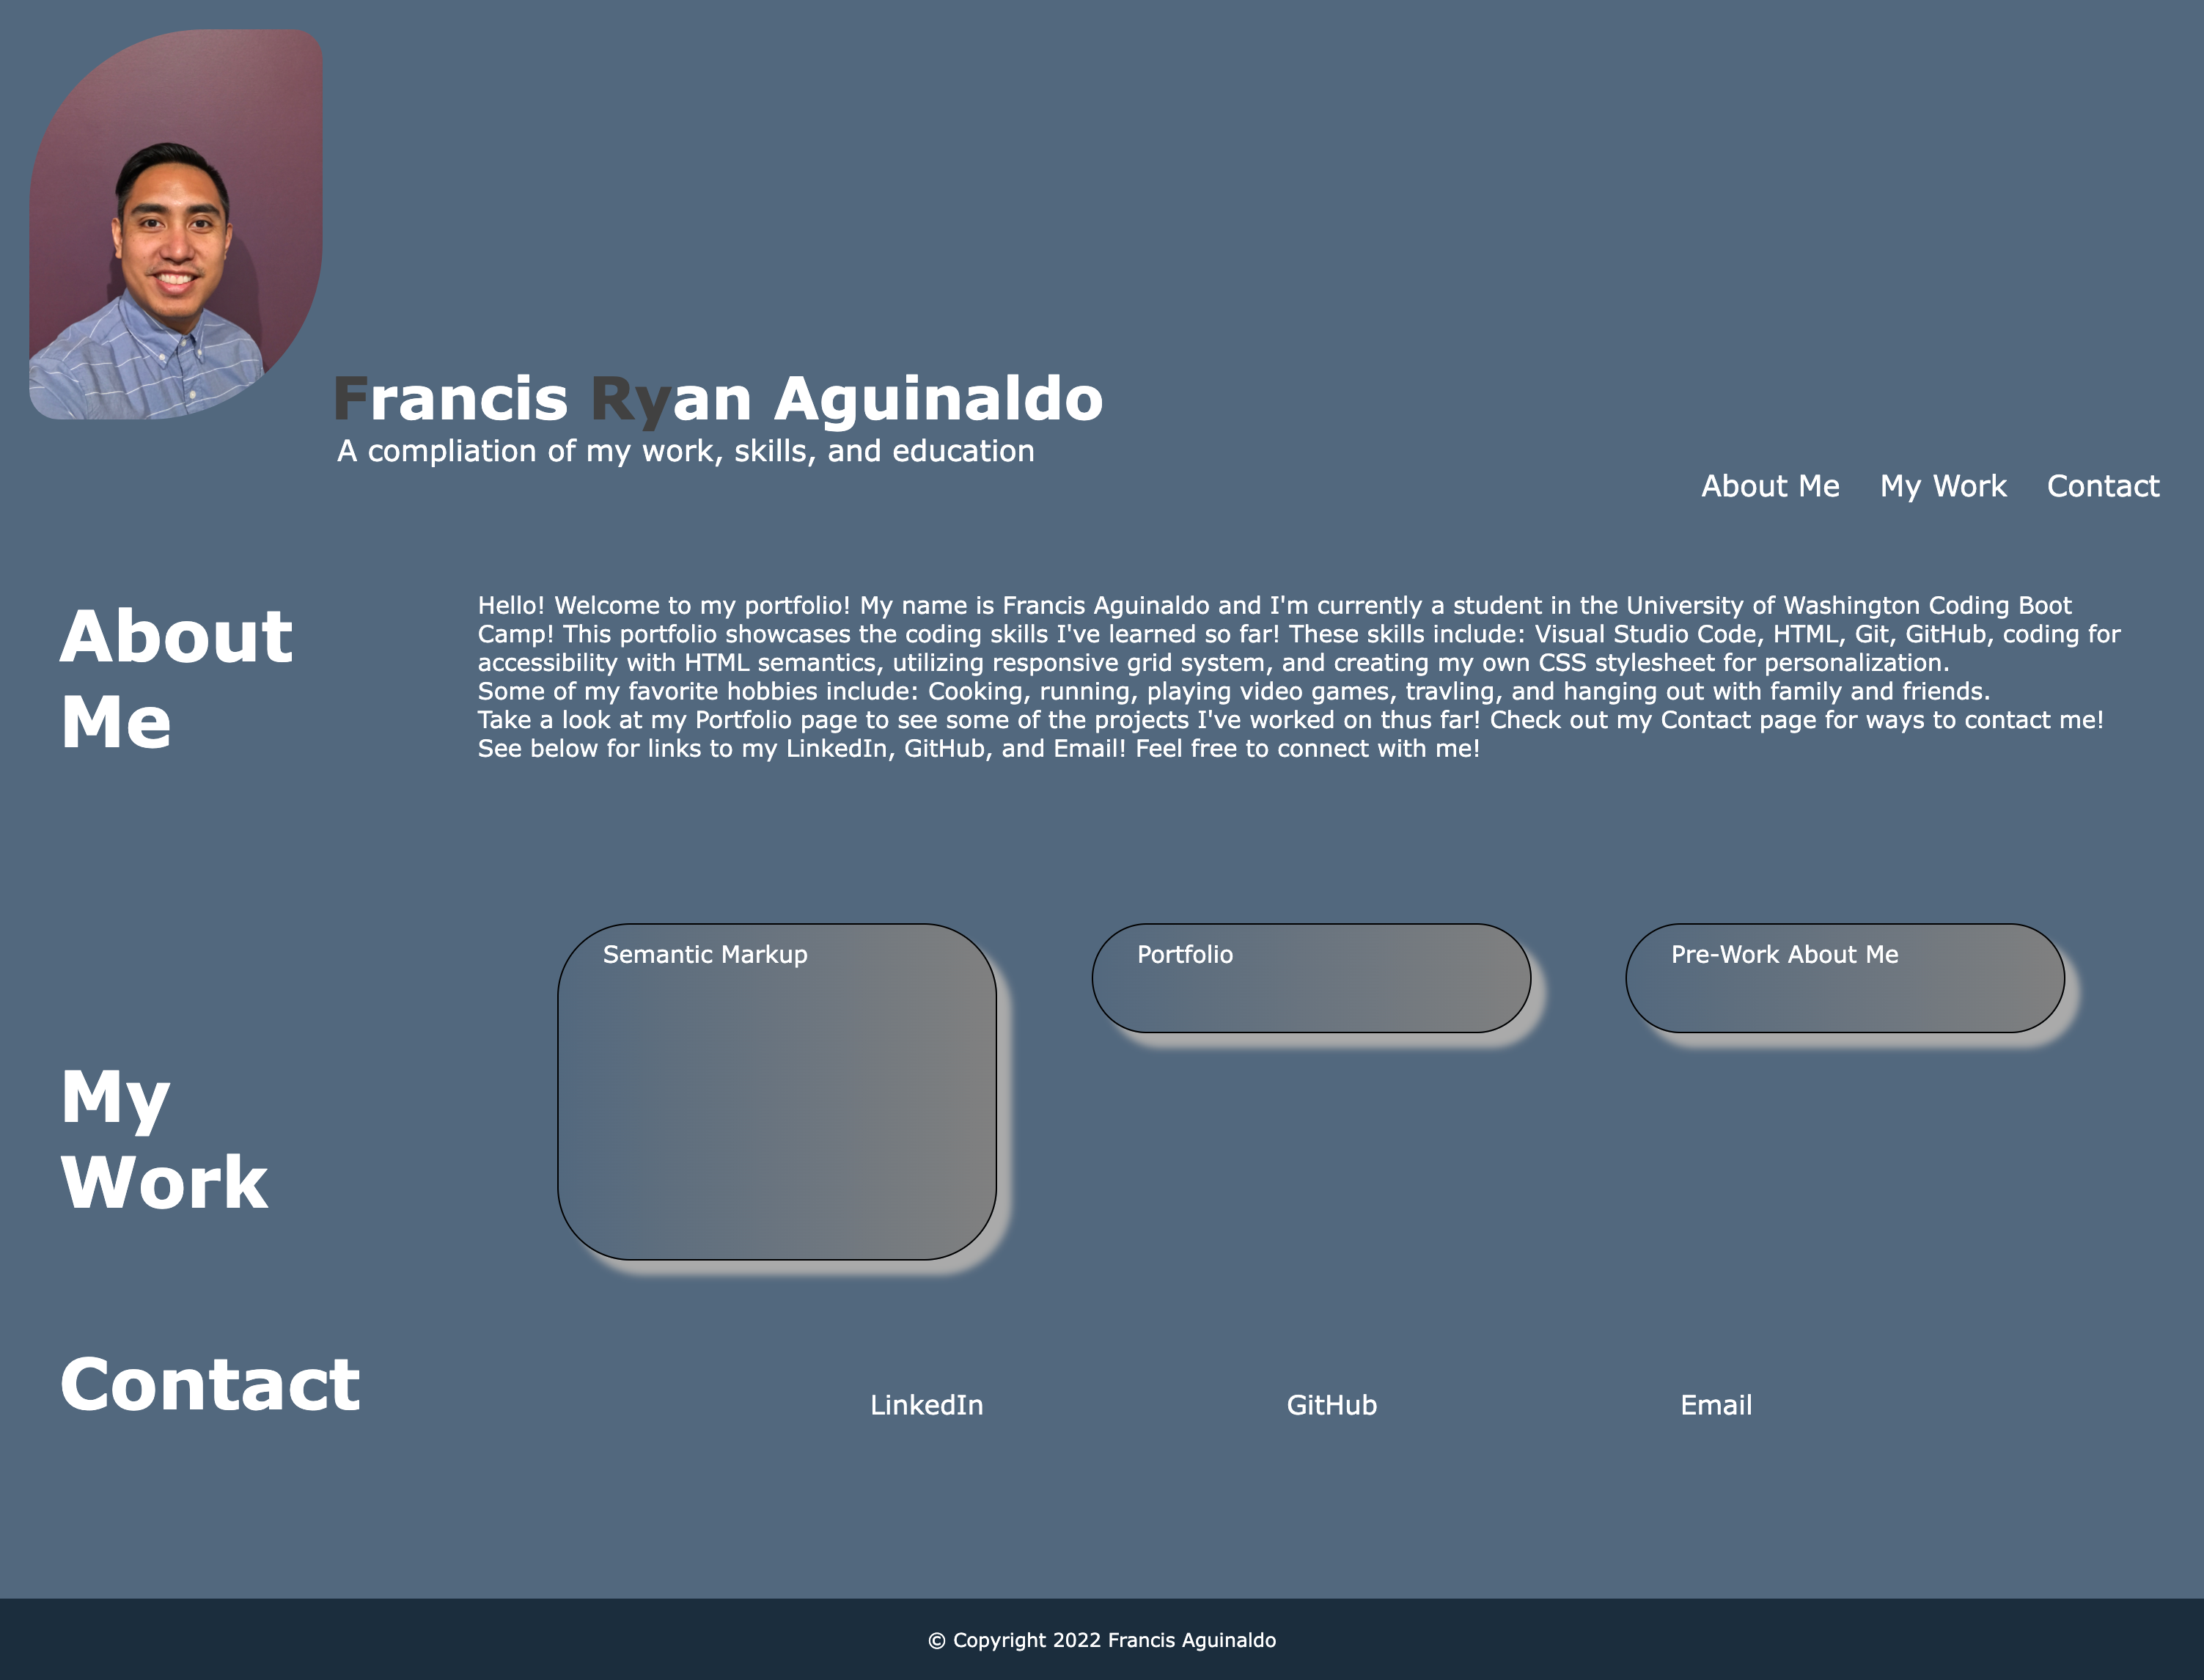 Francis Ryan Aguinaldo
A compliation of my work, skills, and education
About Me My Work Contact
About
Me
Hello! Welcome to my portfolio! My name is Francis Aguinaldo and I'm currently a student in the University of Washington Coding Boot
Camp! This portfolio showcases the coding skills I've learned so far! These skills include: Visual Studio Code, HTML, Git, GitHub, coding for
accessibility with HTML semantics, utilizing responsive grid system, and creating my own CSS stylesheet for personalization.
Some of my favorite hobbies include: Cooking, running, playing video games, travling, and hanging out with family and friends.
Take a look at my Portfolio page to see some of the projects I've worked on thus far! Check out my Contact page for ways to contact me!
See below for links to my LinkedIn, GitHub, and Email! Feel free to connect with me!
My
Work
Semantic Markup
Portfolio
Pre-Work About Me
Contact
LinkedIn
GitHub
Email
© Copyright 2022 Francis Aguinaldo